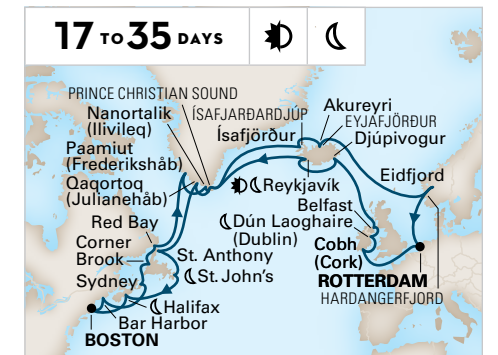 17 TO 35 DAYS
PRINCE CHRISTIAN SOUND
Nanortalik
(Ilivileq)
ÍSAFJARÐARDJÚP
Ísafjörður
Akureyri
EYJAFJÖRÐUR
Djúpivogur
Paamiut
(Frederikshåb)
Qaqortoq
(Julianehåb)
Reykjavík
Eidfjord
Belfast
Dún Laoghaire
(Dublin)
Red Bay
Corner
Brook
St. Anthony
Cobh
(Cork)
Sydney
St. John's
ROTTERDAM
HARDANGERFJORD
Halifax
Bar Harbor
BOSTON